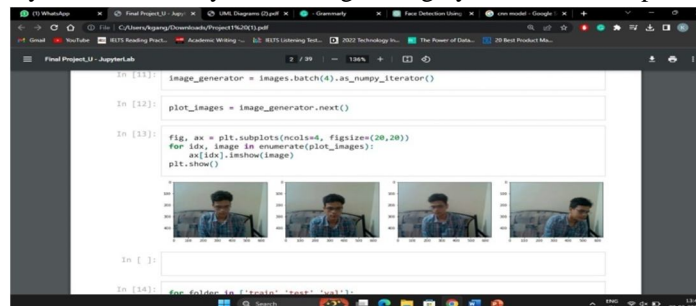 (1) WhatsApp
Final Project_U - Jupyt
UML Diagrams (2).pdf
- Grammarly
Face Detection Using
cnn model - Google
File | C:/Users/kgang/Downloads/Project1%20(1).pdf
Gmail
YouTube
IELTS Reading Pract...
Academic Writing -...
IELTS Listening Test...
2022 Technology In...
The Power of Data...
20 Best Product Ma...
Final Project_U - JupyterLab
2 / 39
136%
In [11]:
image_generator = images.batch(4).as_numpy_iterator()
In [12]:
plot_images = image_generator.next()
In [13]:
fig, ax = plt.subplots(ncols=4, figsize=(20,20))
for idx, image in enumerate(plot_images):
ax[idx].imshow(image)
plt.show()
In [ ]:
In [14]:
for folder in ['train','test','val']:
Search
ENG